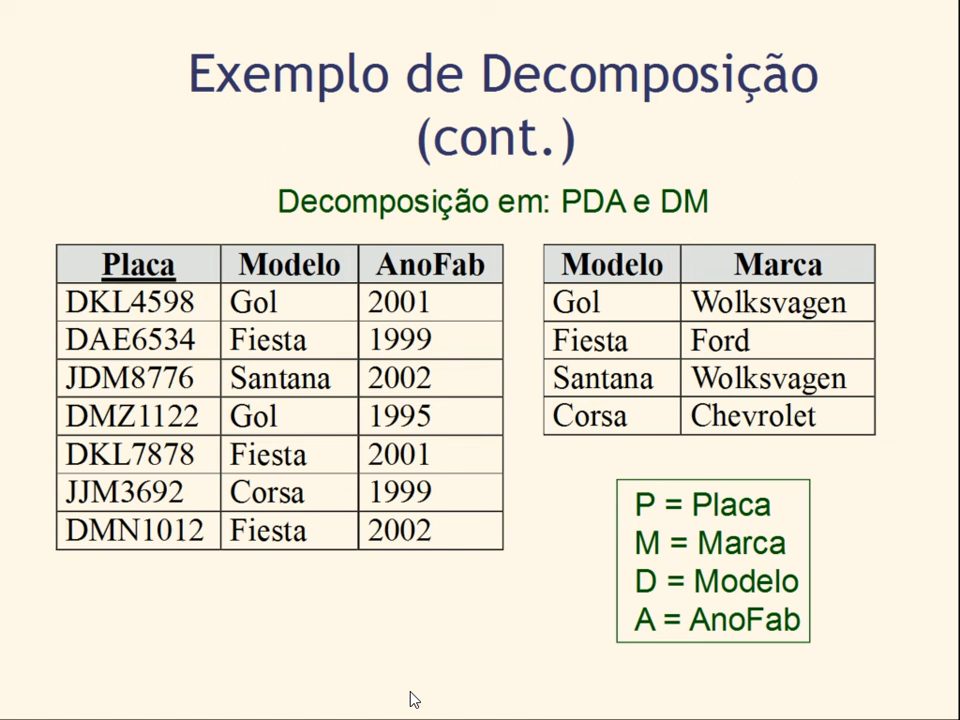 Exemplo de Decomposição
(cont.)
Decomposição em: PDA e DM
Placa Modelo AnoFab
DKL4598 Gol 2001
DAE6534 Fiesta 1999
JDM8776 Santana 2002
DMZ1122 Gol 1995
DKL7878 Fiesta 2001
JJM3692 Corsa 1999
DMN1012 Fiesta 2002
Modelo Marca
Gol Wolksvagen
Fiesta Ford
Santana Wolksvagen
Corsa Chevrolet
P = Placa
M = Marca
D = Modelo
A = AnoFab